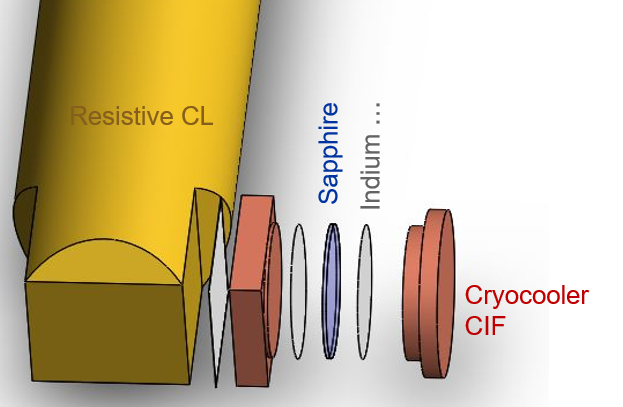 Resistive CL
Sapphire
Indium ...
Cryocooler
CIF